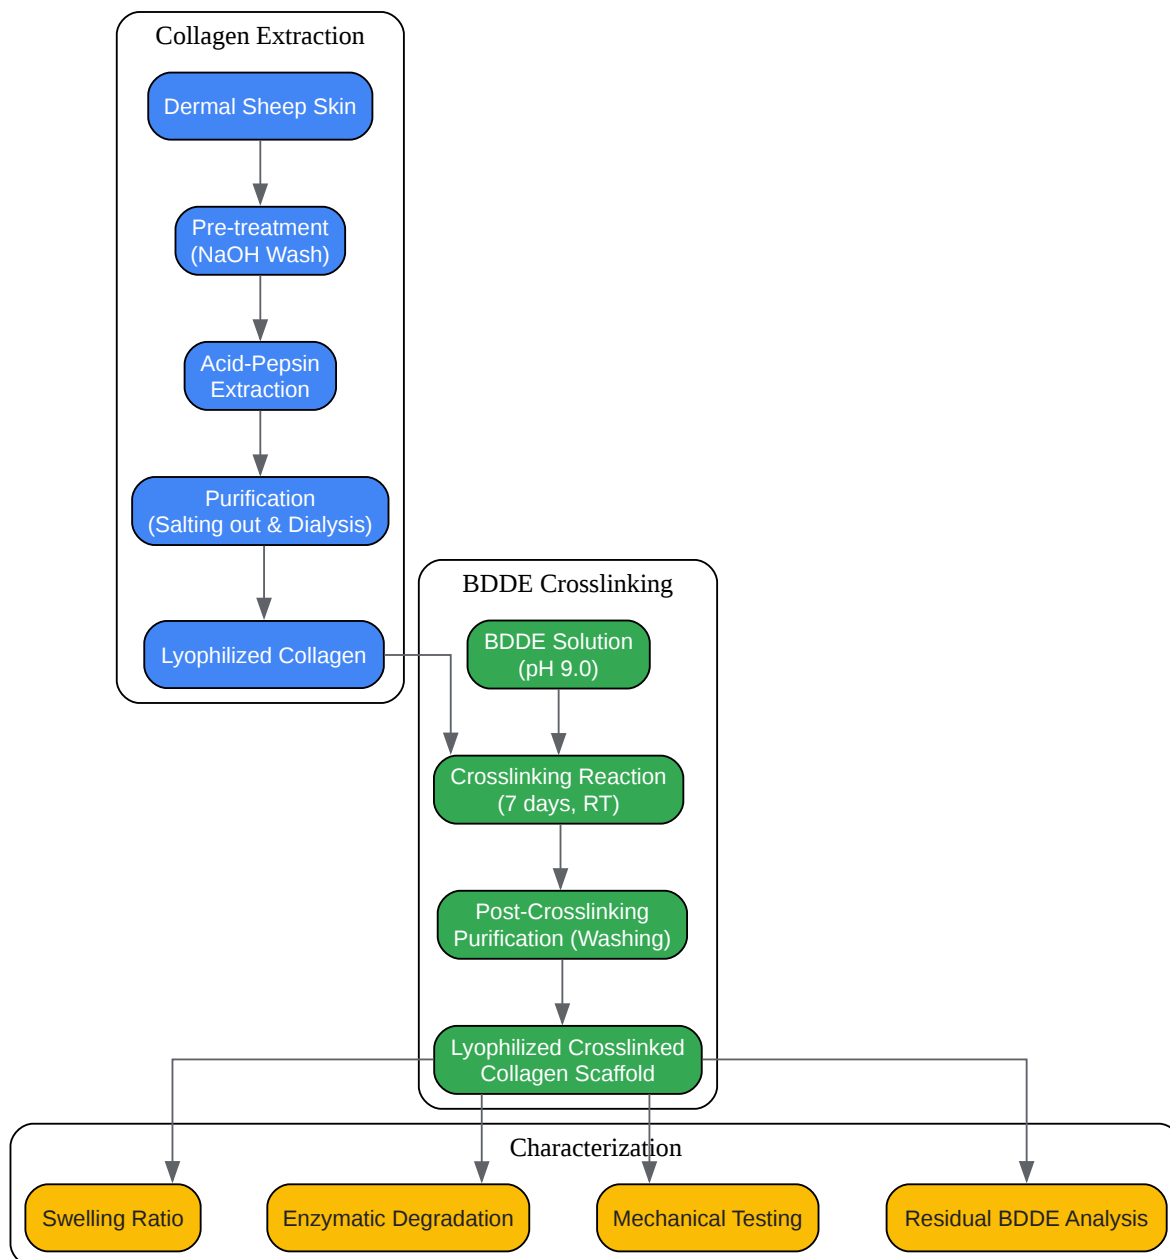 Collagen Extraction
Dermal Sheep Skin
Pre-treatment
(NaOH Wash)
Acid-Pepsin
Extraction
Purification
(Salting out & Dialysis)
Lyophilized Collagen
BDDE Crosslinking
BDDE Solution
(pH 9.0)
Crosslinking Reaction
(7 days, RT)
Post-Crosslinking
Purification (Washing)
Lyophilized Crosslinked
Collagen Scaffold
Characterization
Swelling Ratio
Enzymatic Degradation
Mechanical Testing
Residual BDDE Analysis